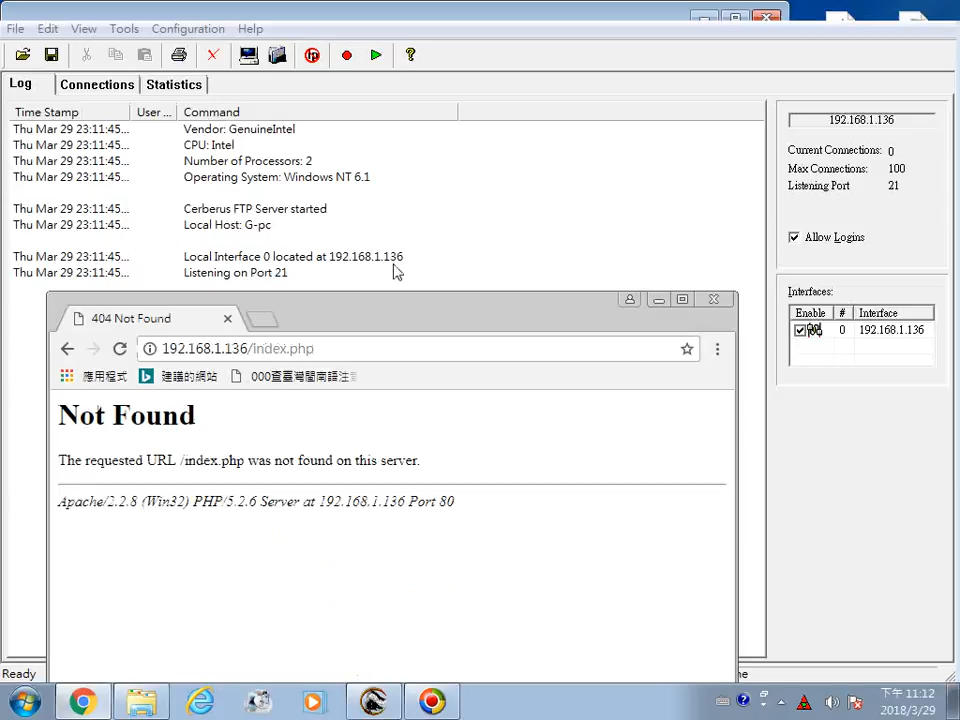 File Edit View Tools Configuration Help
Log Connections Statistics
Time Stamp User ... Command
Thu Mar 29 23:11:45... Vendor: GenuineIntel
Thu Mar 29 23:11:45... CPU: Intel
Thu Mar 29 23:11:45... Number of Processors: 2
Thu Mar 29 23:11:45... Operating System: Windows NT 6.1
Thu Mar 29 23:11:45... Cerberus FTP Server started
Thu Mar 29 23:11:45... Local Host: G-pc
Thu Mar 29 23:11:45... Local Interface 0 located at 192.168.1.136
Thu Mar 29 23:11:45... Listening on Port 21
192.168.1.136
Current Connections: 0
Max Connections: 100
Listening Port 21
Allow Logins
Interfaces:
Enable # Interface
0 192.168.1.136
404 Not Found
192.168.1.136/index.php
應用程式 建議的網站 000查臺灣閩南語注音
Not Found
The requested URL /index.php was not found on this server.
Apache/2.2.8 (Win32) PHP/5.2.6 Server at 192.168.1.136 Port 80
Ready
下午 11:12
2018/3/29